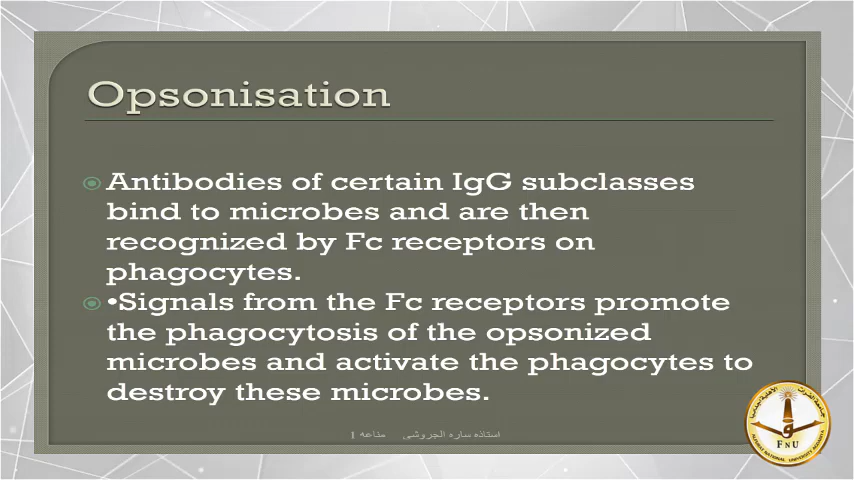 Opsonisation
Antibodies of certain IgG subclasses
bind to microbes and are then
recognized by Fc receptors on
phagocytes.
•Signals from the Fc receptors promote
the phagocytosis of the opsonized
microbes and activate the phagocytes to
destroy these microbes.
استاذه ساره الجروشى مناعه 1
FNU